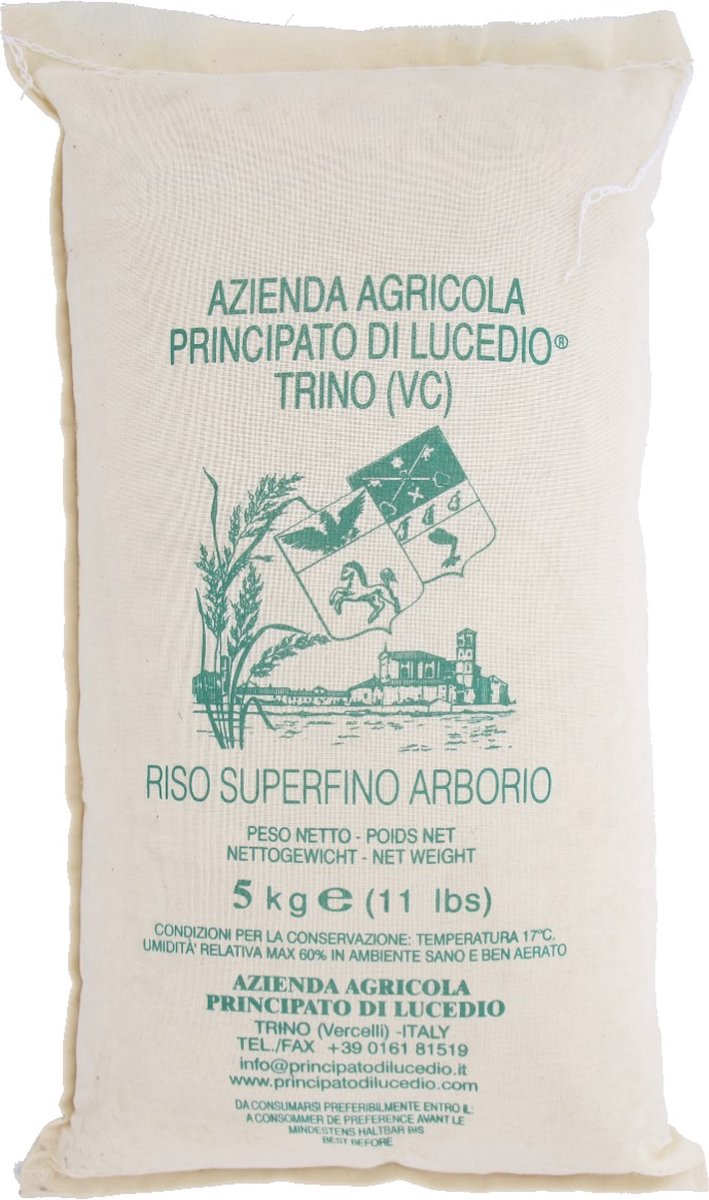 AZIENDA AGRICOLA
PRINCIPATO DI LUCEDIO®
TRINO (VC)
RISO SUPERFINO ARBORIO
PESO NETTO - POIDS NET
NETTOGEWICHT - NET WEIGHT
5 kg e (11 lbs)
CONDIZIONI PER LA CONSERVAZIONE: TEMPERATURA 17°C.
UMIDITA' RELATIVA MAX 60% IN AMBIENTE SANO E BEN AERATO
AZIENDA AGRICOLA
PRINCIPATO DI LUCEDIO
TRINO (Vercelli) -ITALY
TEL./FAX +39 0161 81519
info@principatodilucedio.it
www.principatodilucedio.com
DA CONSUMARSI PREFERIBILMENTE ENTRO IL:
A CONSOMMER DE PREFERENCE AVANT LE
MINDESTENS HALTBAR BIS
BEST BEFORE